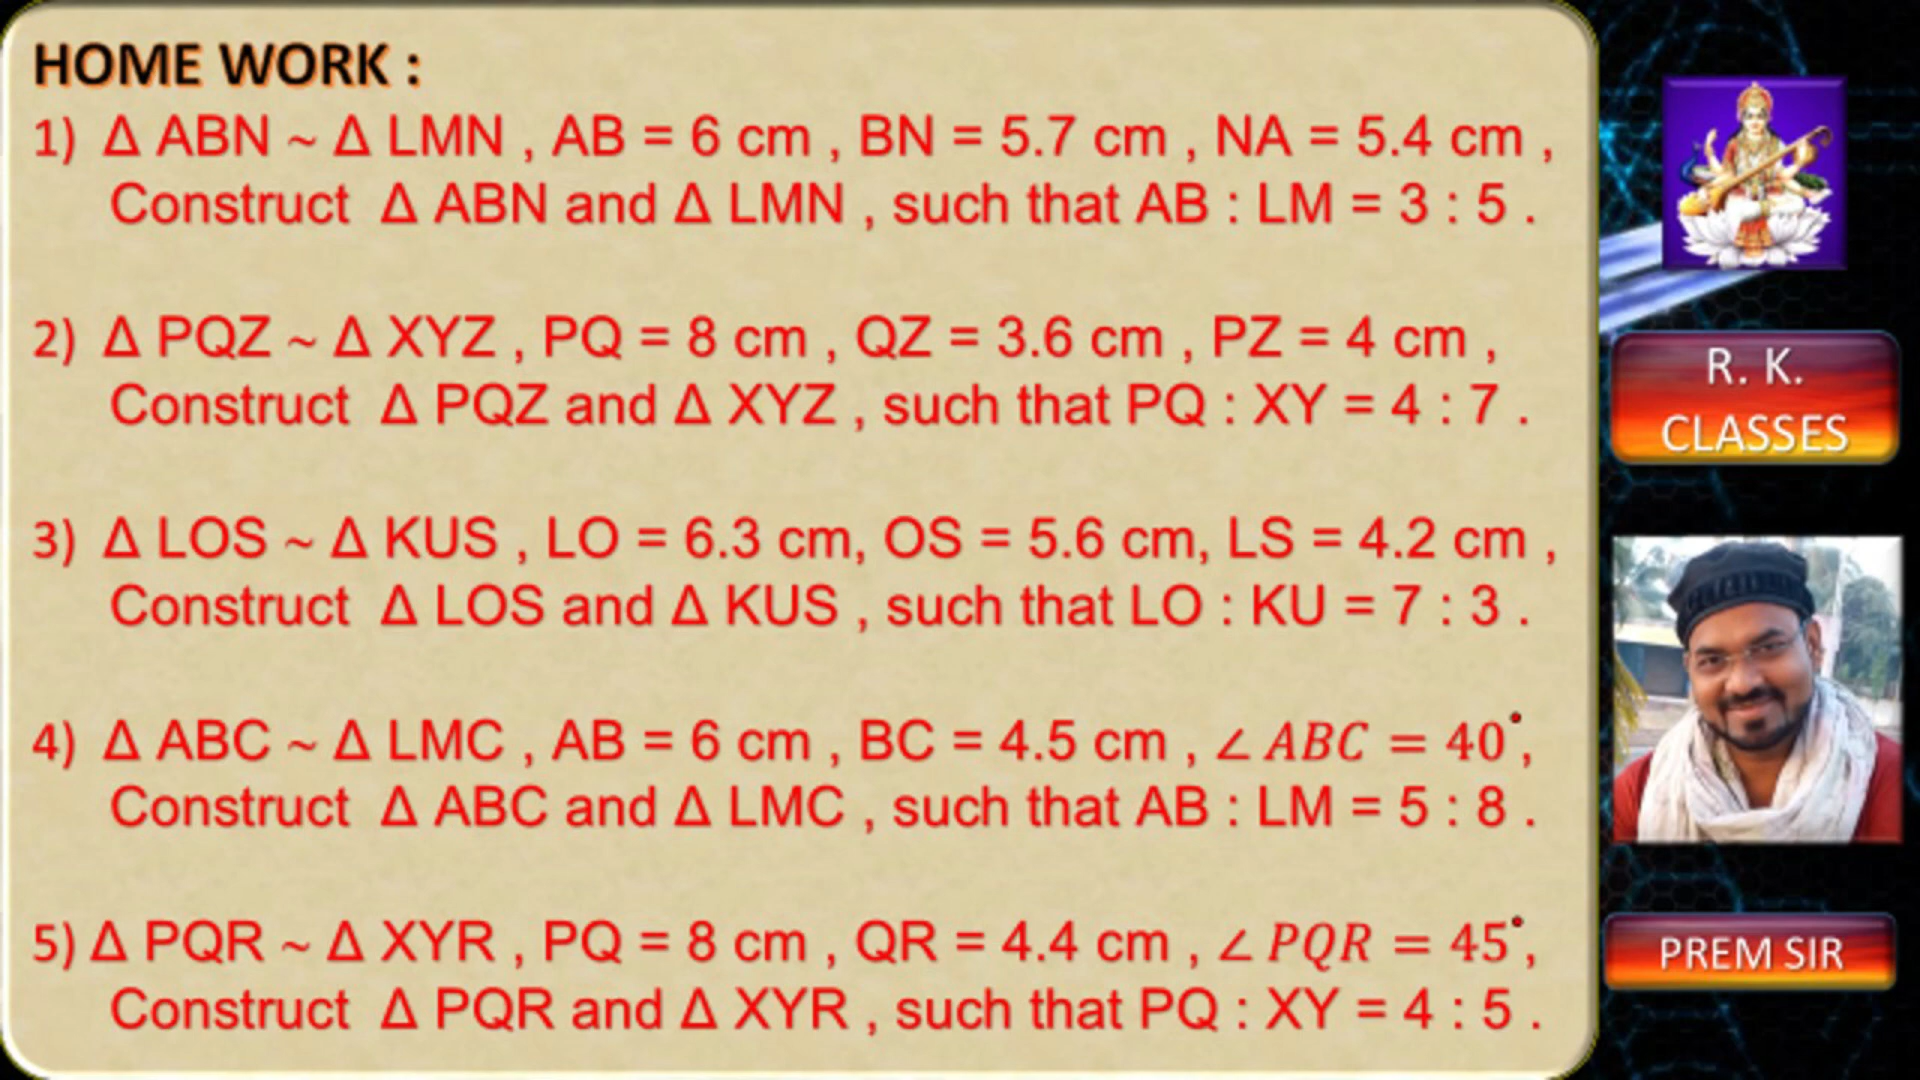 HOME WORK :
1) Δ ABN ~ Δ LMN , AB = 6 cm , BN = 5.7 cm , NA = 5.4 cm ,
Construct Δ ABN and Δ LMN , such that AB : LM = 3 : 5 .
2) Δ PQZ ~ Δ XYZ , PQ = 8 cm , QZ = 3.6 cm , PZ = 4 cm ,
Construct Δ PQZ and Δ XYZ , such that PQ : XY = 4 : 7 .
3) Δ LOS ~ Δ KUS , LO = 6.3 cm, OS = 5.6 cm, LS = 4.2 cm ,
Construct Δ LOS and Δ KUS , such that LO : KU = 7 : 3 .
4) Δ ABC ~ Δ LMC , AB = 6 cm , BC = 4.5 cm , ∠ ABC = 40°,
Construct Δ ABC and Δ LMC , such that AB : LM = 5 : 8 .
5) Δ PQR ~ Δ XYR , PQ = 8 cm , QR = 4.4 cm , ∠ PQR = 45°,
Construct Δ PQR and Δ XYR , such that PQ : XY = 4 : 5 .
R. K.
CLASSES
PREM SIR